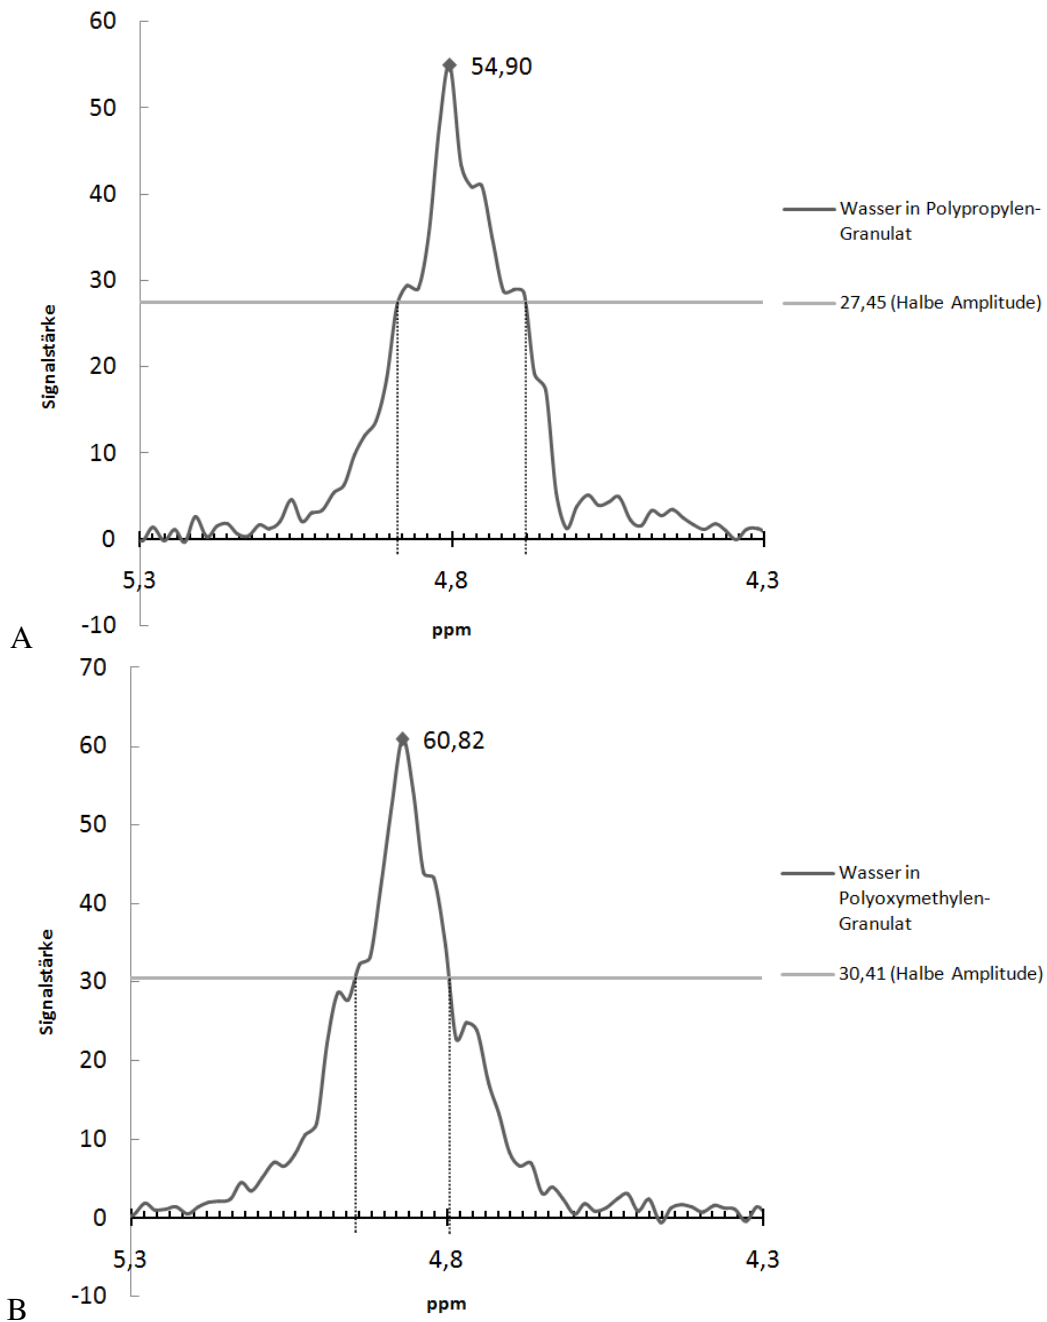 60
54,90
50
40
30
20
10
0
-10
Signalstärke
5,3
4,8
4,3
ppm
Wasser in Polypropylen-
Granulat
27,45 (Halbe Amplitude)
A
70
60
60,82
50
40
30
20
10
0
-10
Signalstärke
5,3
4,8
4,3
ppm
Wasser in
Polyoxymethylen-
Granulat
30,41 (Halbe Amplitude)
B